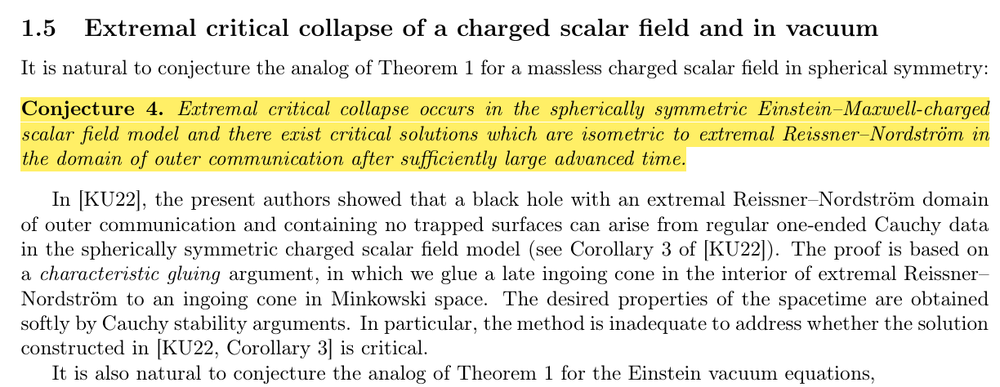 1.5 Extremal critical collapse of a charged scalar field and in vacuum
It is natural to conjecture the analog of Theorem 1 for a massless charged scalar field in spherical symmetry:
Conjecture 4. Extremal critical collapse occurs in the spherically symmetric Einstein–Maxwell-charged
scalar field model and there exist critical solutions which are isometric to extremal Reissner–Nordström in
the domain of outer communication after sufficiently large advanced time.
In [KU22], the present authors showed that a black hole with an extremal Reissner–Nordström domain
of outer communication and containing no trapped surfaces can arise from regular one-ended Cauchy data
in the spherically symmetric charged scalar field model (see Corollary 3 of [KU22]). The proof is based on
a characteristic gluing argument, in which we glue a late ingoing cone in the interior of extremal Reissner–
Nordström to an ingoing cone in Minkowski space. The desired properties of the spacetime are obtained
softly by Cauchy stability arguments. In particular, the method is inadequate to address whether the solution
constructed in [KU22, Corollary 3] is critical.
It is also natural to conjecture the analog of Theorem 1 for the Einstein vacuum equations,